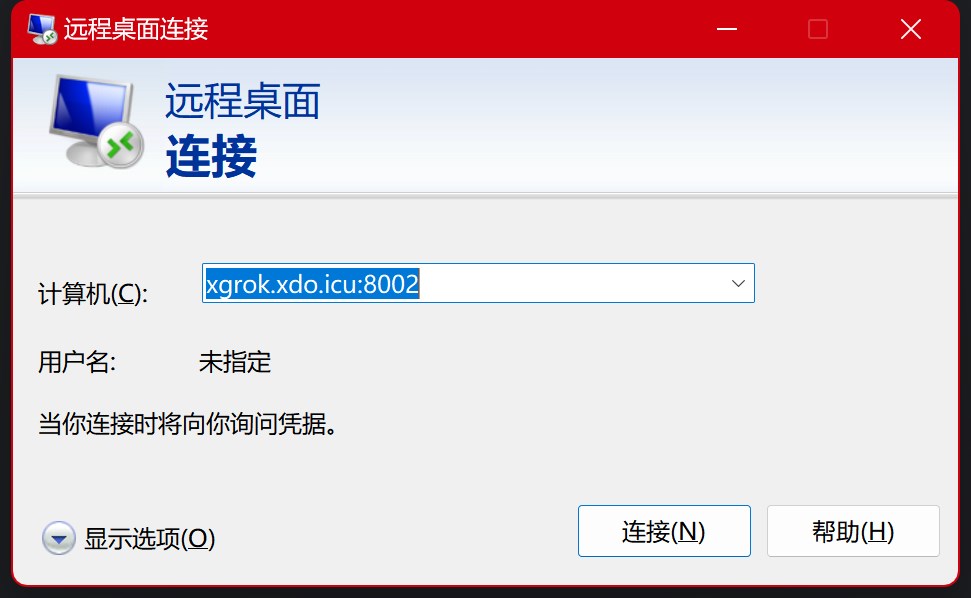 远程桌面连接
远程桌面
连接
计算机(C):
xgrok.xdo.icu:8002
用户名:
未指定
当你连接时将向你询问凭据。
显示选项(O)
连接(N)
帮助(H)